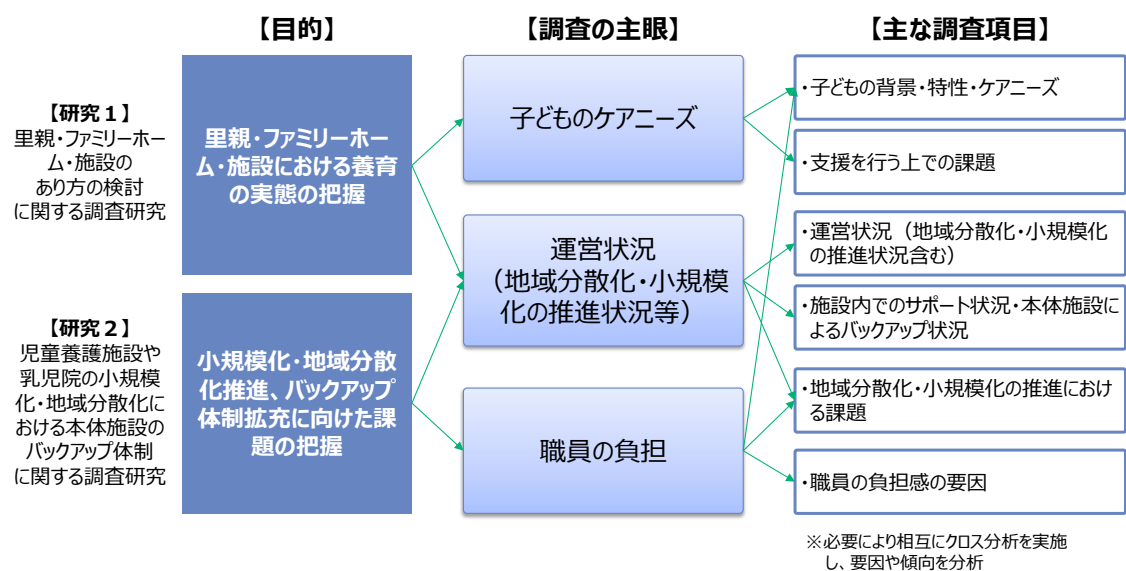 【目的】
【調査の主眼】
【主な調査項目】
【研究１】
里親・ファミリーホー
ム・施設の
あり方の検討
に関する調査研究
里親・ファミリーホー
ム・施設における養育
の実態の把握
子どものケアニーズ
・子どもの背景・特性・ケアニーズ
・支援を行う上での課題
運営状況
（地域分散化・小規模
化の推進状況等）
・運営状況（地域分散化・小規模化
の推進状況含む）
・施設内でのサポート状況・本体施設に
よるバックアップ状況
【研究２】
児童養護施設や
乳児院の小規模
化・地域分散化に
おける本体施設の
バックアップ体制
に関する調査研究
小規模化・地域分散
化推進、バックアップ
体制拡充に向けた課
題の把握
職員の負担
・地域分散化・小規模化の推進におけ
る課題
・職員の負担感の要因
※必要により相互にクロス分析を実施
し、要因や傾向を分析